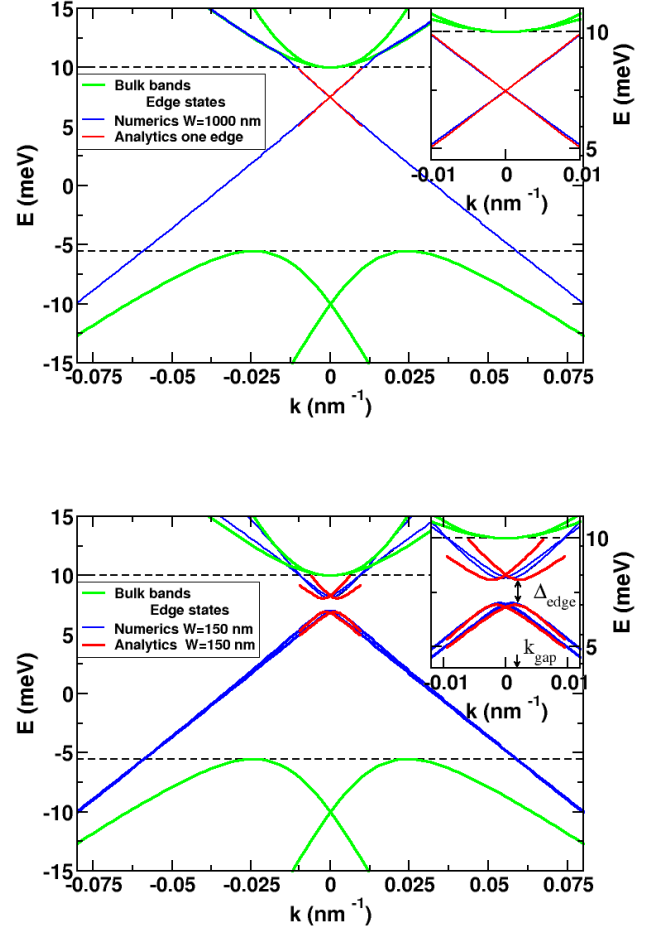 15
10
5
0
-5
-10
-15
E (meV)
Bulk bands
Edge states
Numerics W=1000 nm
Analytics one edge
10
5
E (meV)
-0.01
0
0.01
k (nm -1)
-0.075
-0.05
-0.025
0
0.025
0.05
0.075
k (nm -1)
15
10
5
0
-5
-10
-15
E (meV)
Bulk bands
Edge states
Numerics W=150 nm
Analytics W=150 nm
10
5
E (meV)
Δedge
kgap
-0.01
0
0.01
k (nm -1)
-0.075
-0.05
-0.025
0
0.025
0.05
0.075
k (nm -1)